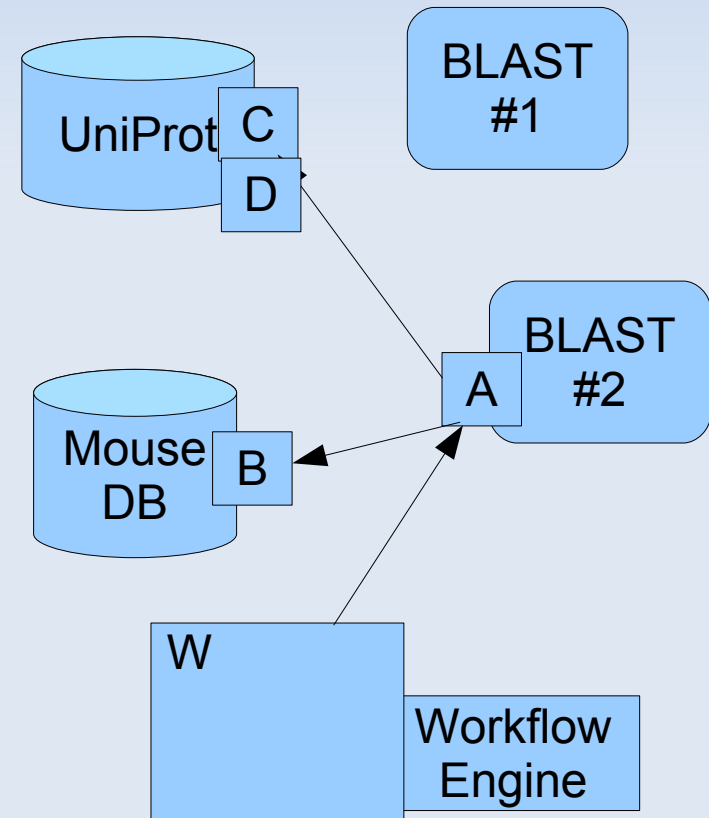 BLAST
#1
UniProt
C
D
BLAST
#2
A
Mouse
DB
B
W
Workflow
Engine